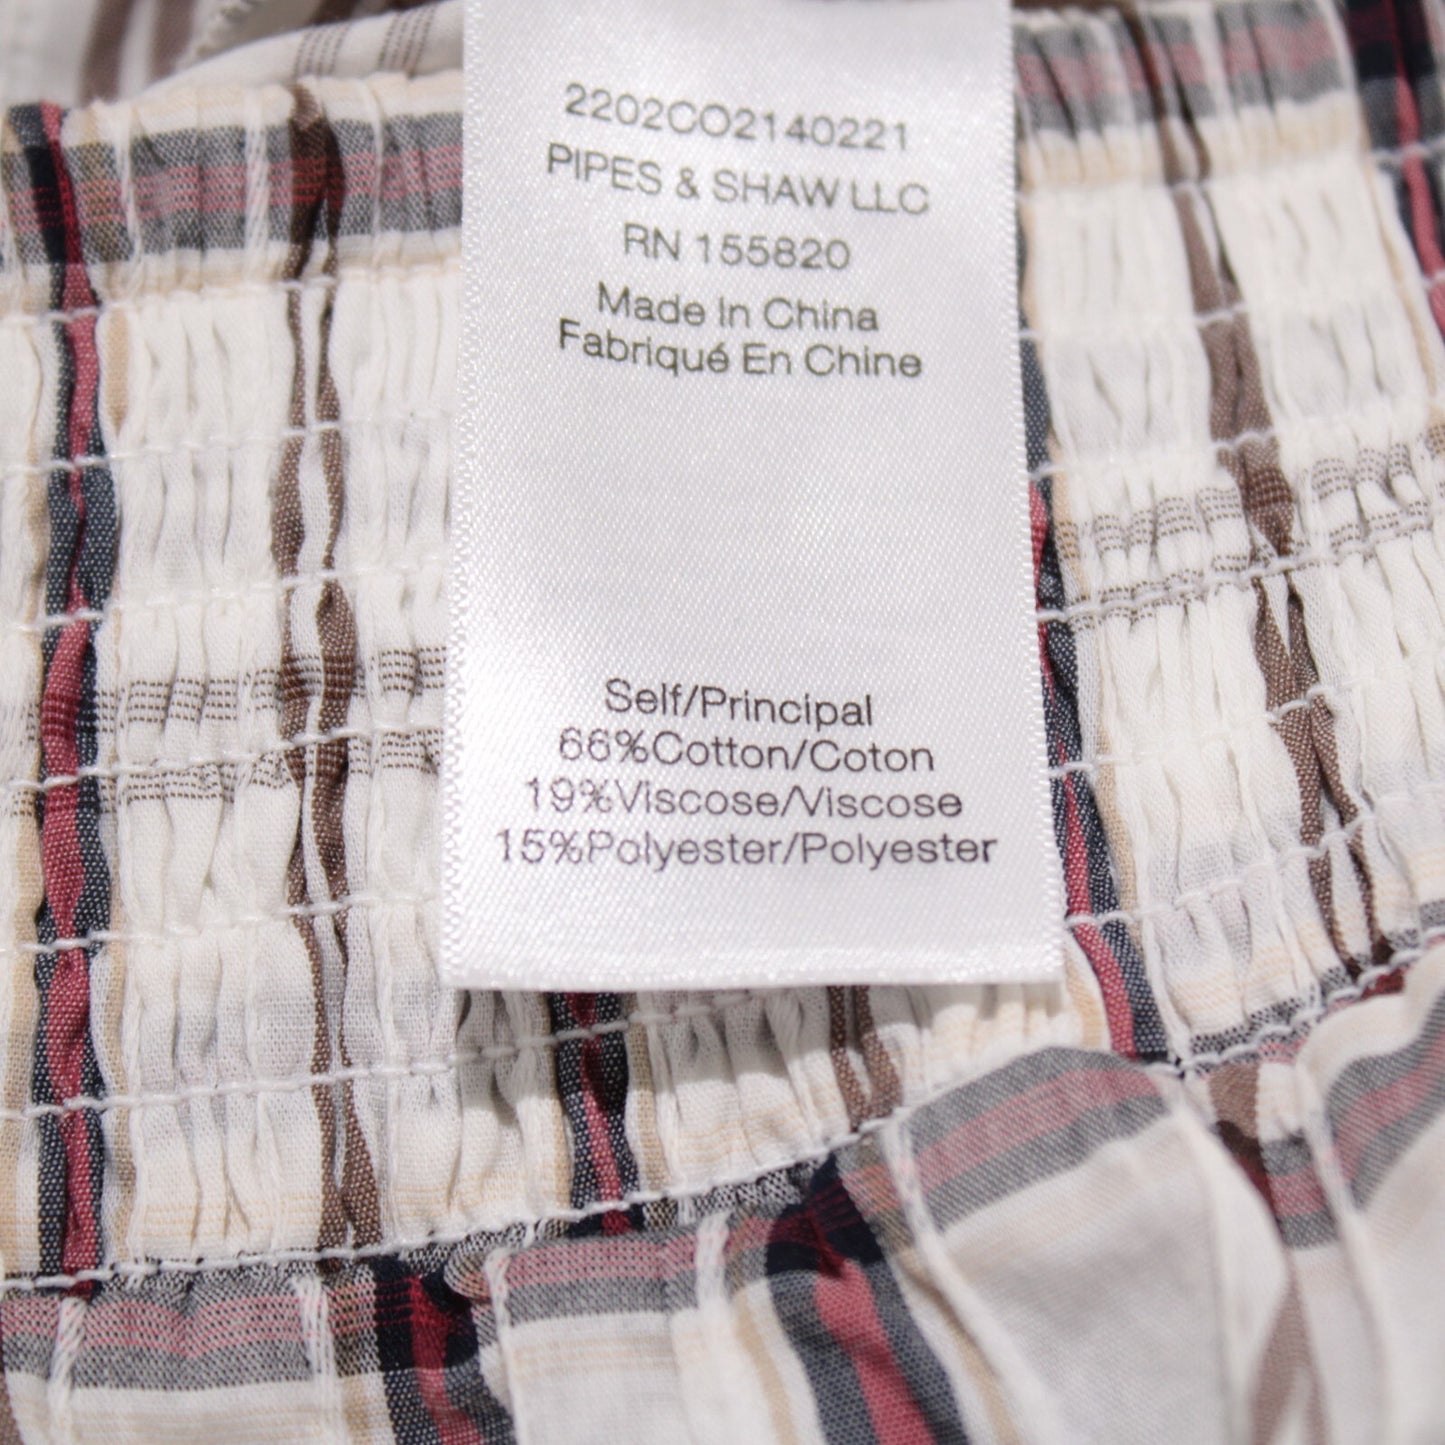 2202CO2140221
PIPES & SHAW LLC
RN 155820
Made In China
Fabriqué En Chine
Self/Principal
66%Cotton/Coton
19%Viscose/Viscose
15%Polyester/Polyester